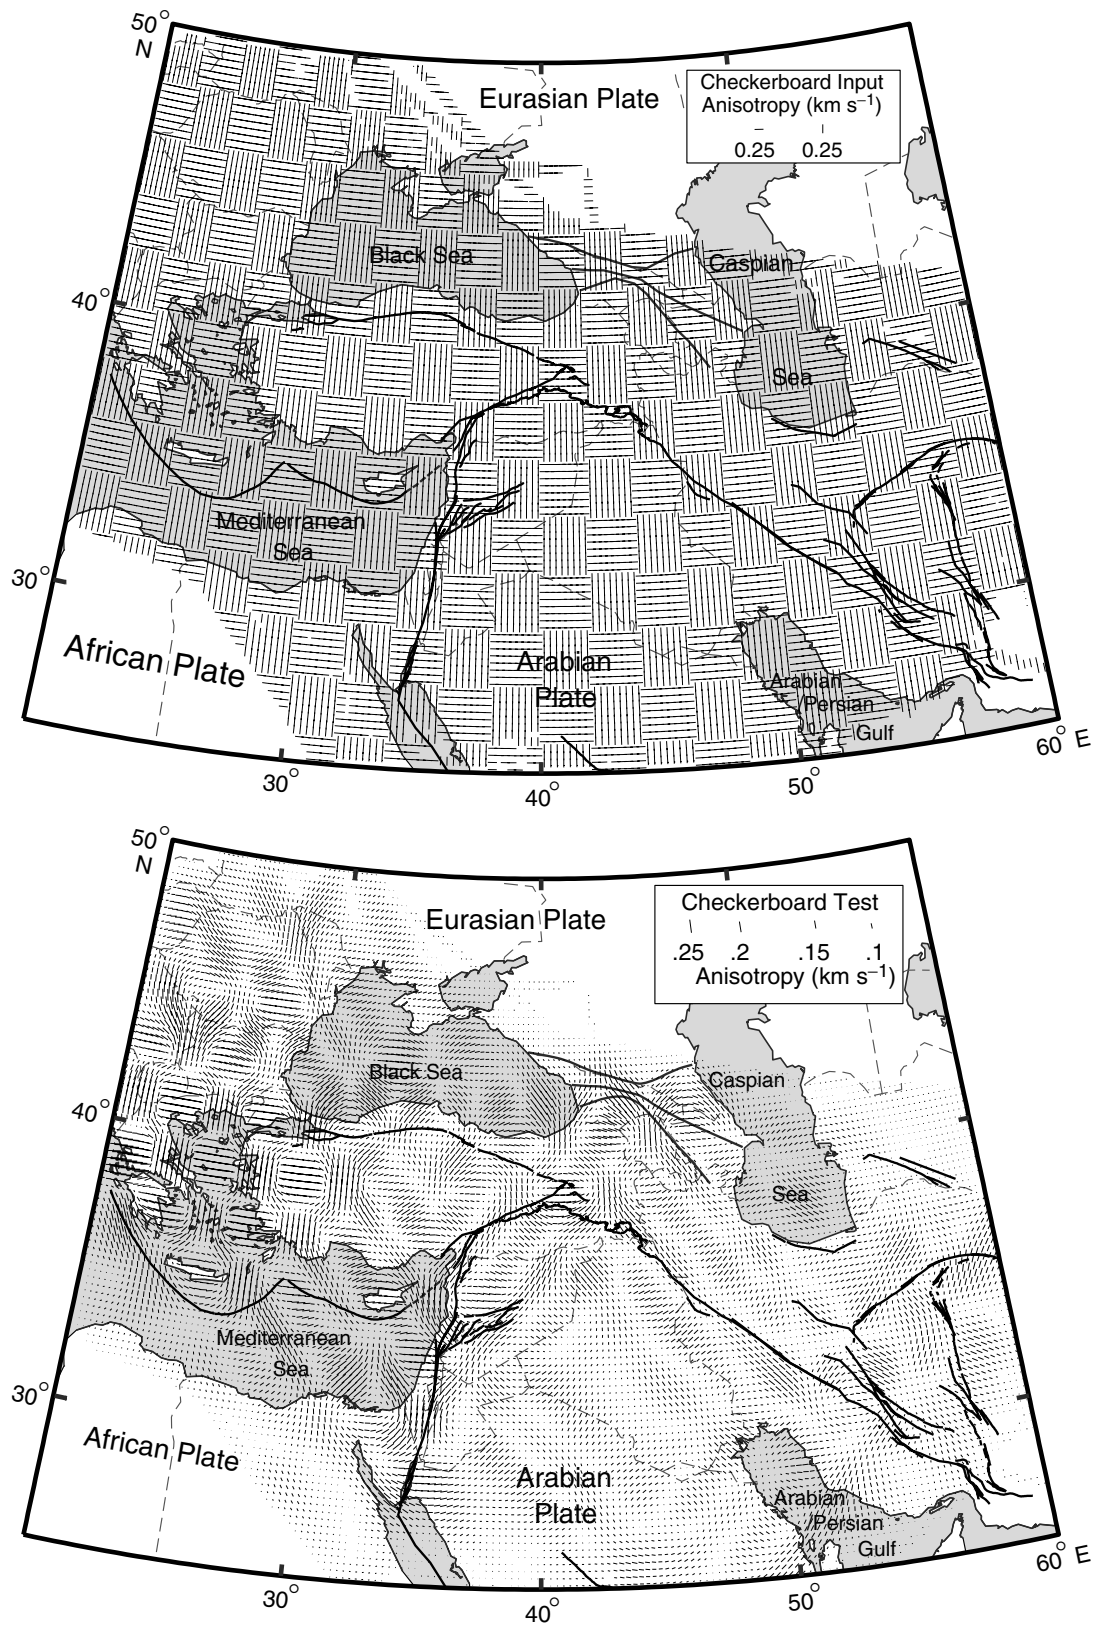 50°
N
Eurasian Plate
Checkerboard Input
Anisotropy (km s⁻¹)
0.25 0.25
Black Sea
Caspian
40°
Sea
Mediterranean
Sea
30°
African Plate
Arabian
Plate
Arabian
Persian
Gulf
30°
40°
50°
60° E
50°
N
Eurasian Plate
Checkerboard Test
.25 .2 .15 .1
Anisotropy (km s⁻¹)
Black Sea
Caspian
40°
Sea
Mediterranean
Sea
30°
African Plate
Arabian
Plate
Arabian
Persian
Gulf
30°
40°
50°
60° E